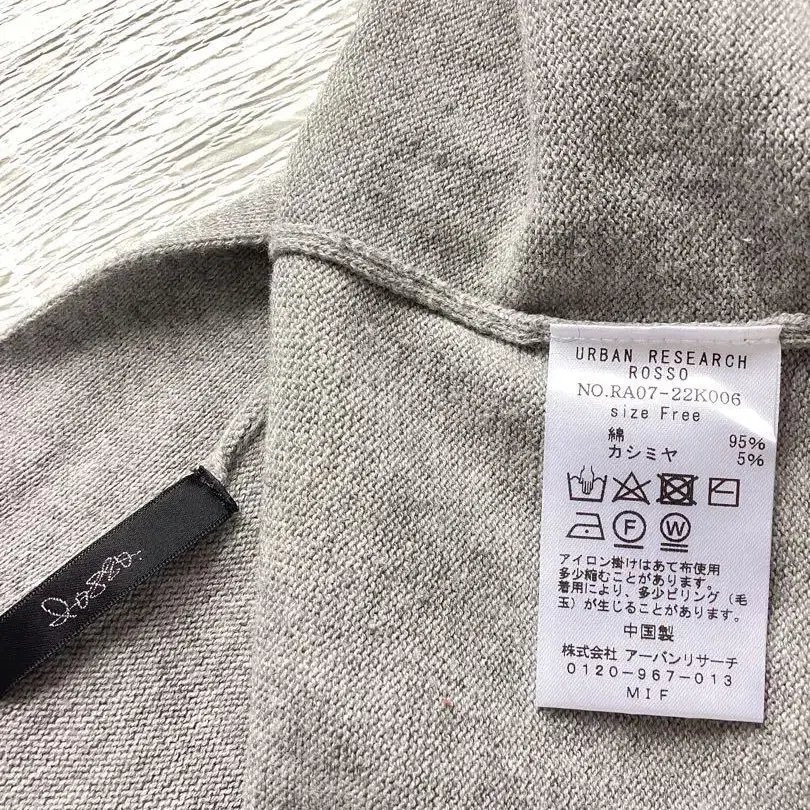 URBAN RESEARCH
ROSSO
NO.RA07-22K006
size Free
綿 95%
カシミヤ 5%
F W
アイロン掛けはあて布使用
多少縮むことがあります。
着用により、多少ピリング（毛
玉）が生じることがあります。
中国製
株式会社 アーバンリサーチ
0120-967-013
MIF
Rosso.